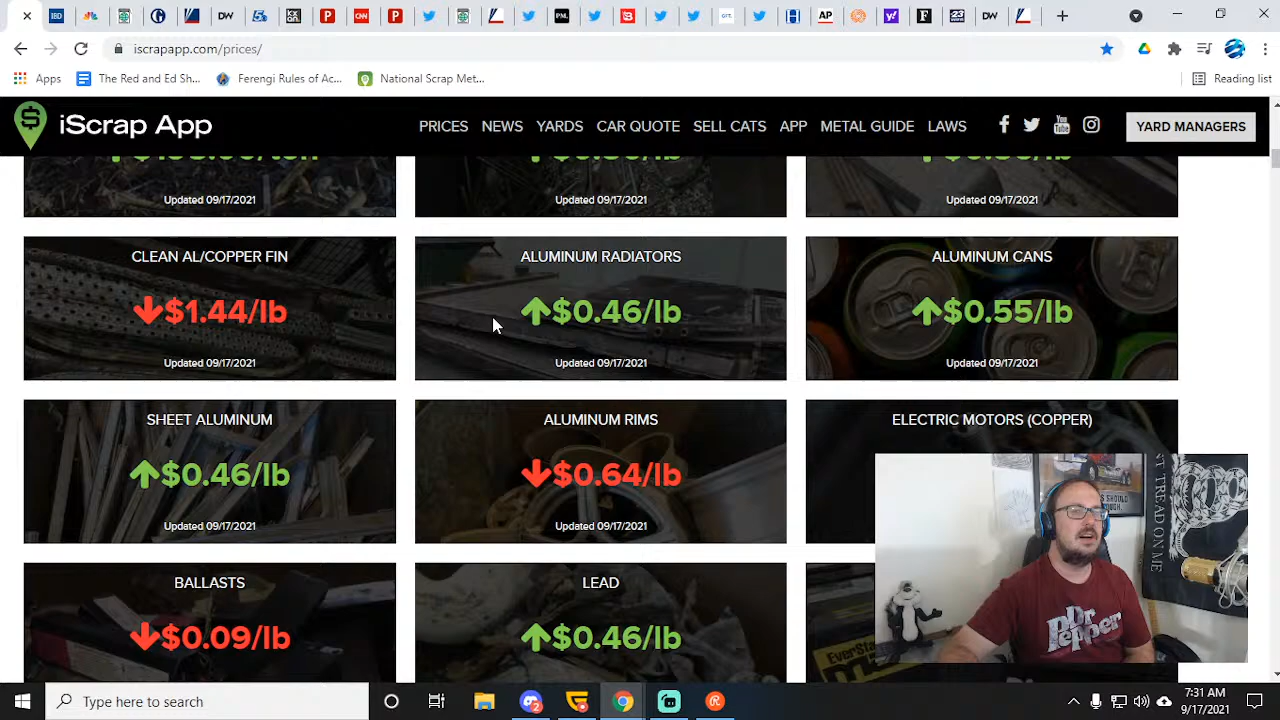 iscrapapp.com/prices/
Apps
The Red and Ed Sh...
Ferengi Rules of Ac...
National Scrap Met...
Reading list
iScrap App
PRICES NEWS YARDS CAR QUOTE SELL CATS APP METAL GUIDE LAWS
YARD MANAGERS
Updated 09/17/2021
Updated 09/17/2021
Updated 09/17/2021
CLEAN AL/COPPER FIN
$1.44/lb
Updated 09/17/2021
ALUMINUM RADIATORS
$0.46/lb
Updated 09/17/2021
ALUMINUM CANS
$0.55/lb
Updated 09/17/2021
SHEET ALUMINUM
$0.46/lb
Updated 09/17/2021
ALUMINUM RIMS
$0.64/lb
Updated 09/17/2021
ELECTRIC MOTORS (COPPER)
BALLASTS
$0.09/lb
LEAD
$0.46/lb
EverSta
SHOULD
T TREAD ON ME
Dr
Pepper
Type here to search
7:31 AM
9/17/2021